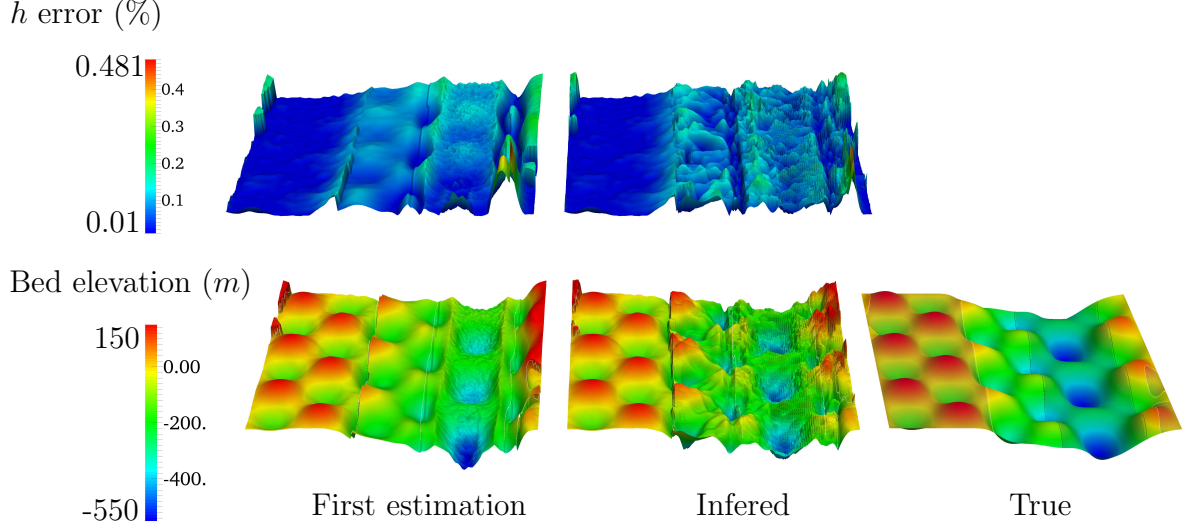 h error (%)
0.481
0.4
0.3
0.2
0.1
0.01
Bed elevation (m)
150
0.00
-200.
-400.
-550
First estimation
Infered
True